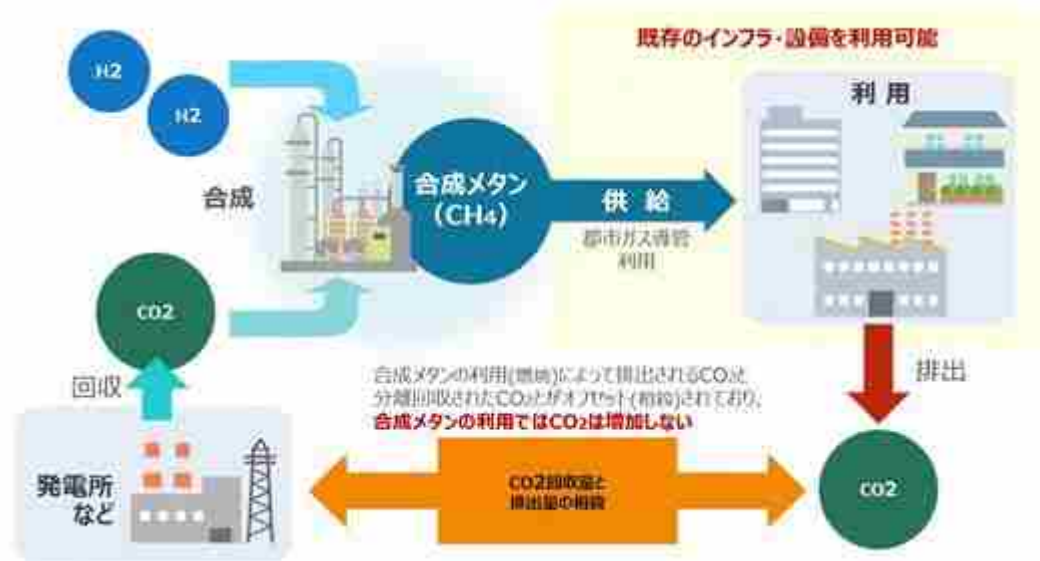 既存のインフラ・設備を利用可能
H2
H2
合成
合成メタン
(CH4)
供給
都市ガス導管
利用
利用
CO2
回収
発電所
など
合成メタンの利用(燃焼)によって排出されるCO2と
分離回収されたCO2とがオフセット(相殺)されており、
合成メタンの利用ではCO2は増加しない
CO2回収量と
排出量の相殺
排出
CO2